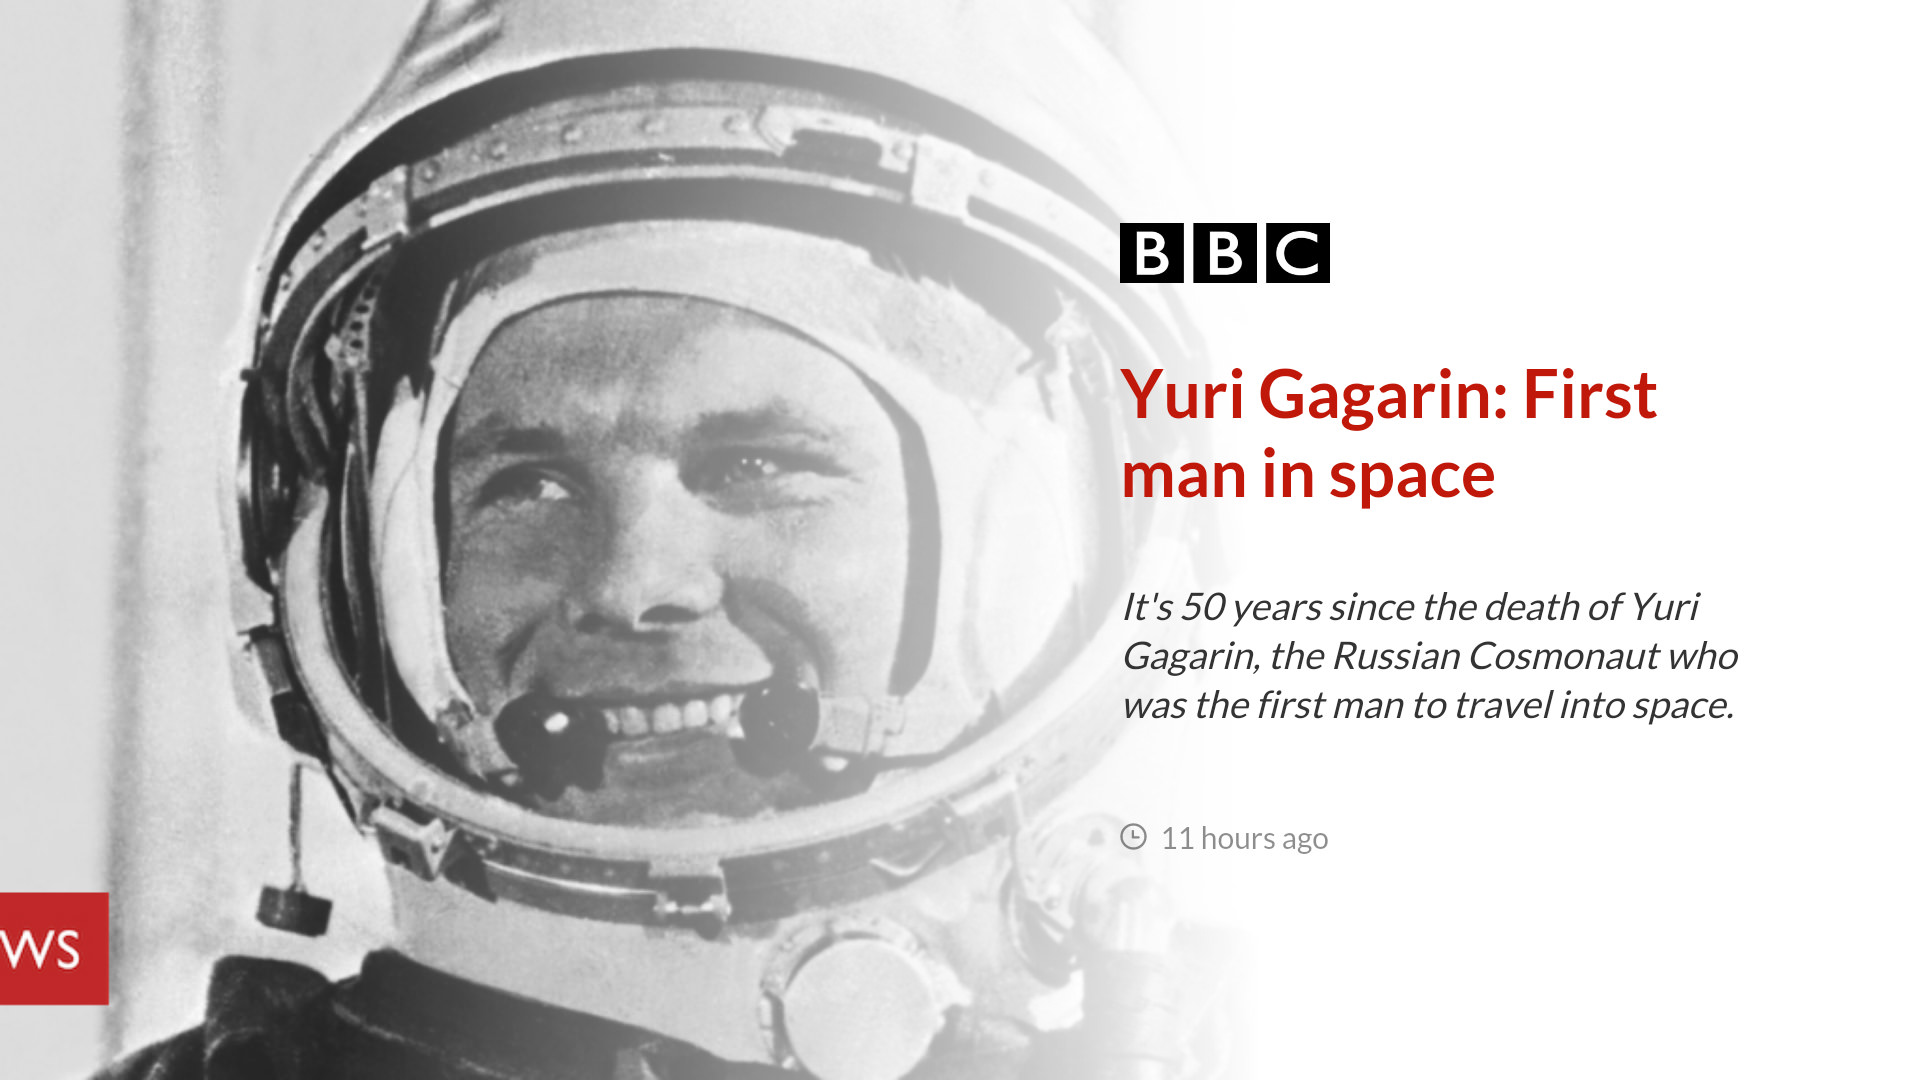 BBC
Yuri Gagarin: First
man in space
It's 50 years since the death of Yuri
Gagarin, the Russian Cosmonaut who
was the first man to travel into space.
11 hours ago
WS